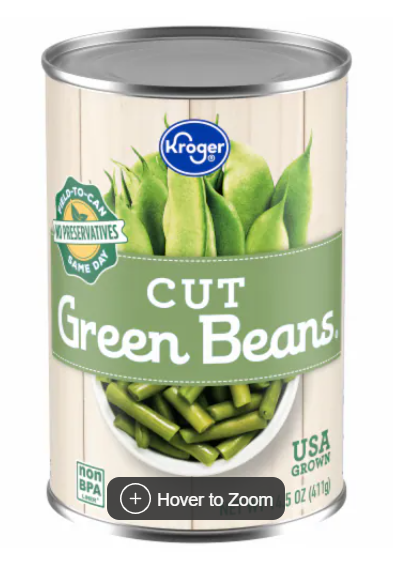 Kroger®
FIELD-TO-CAN
NO PRESERVATIVES
SAME DAY
CUT
Green Beans.
USA
GROWN
non
BPA
Hover to Zoom
5 OZ (411g)